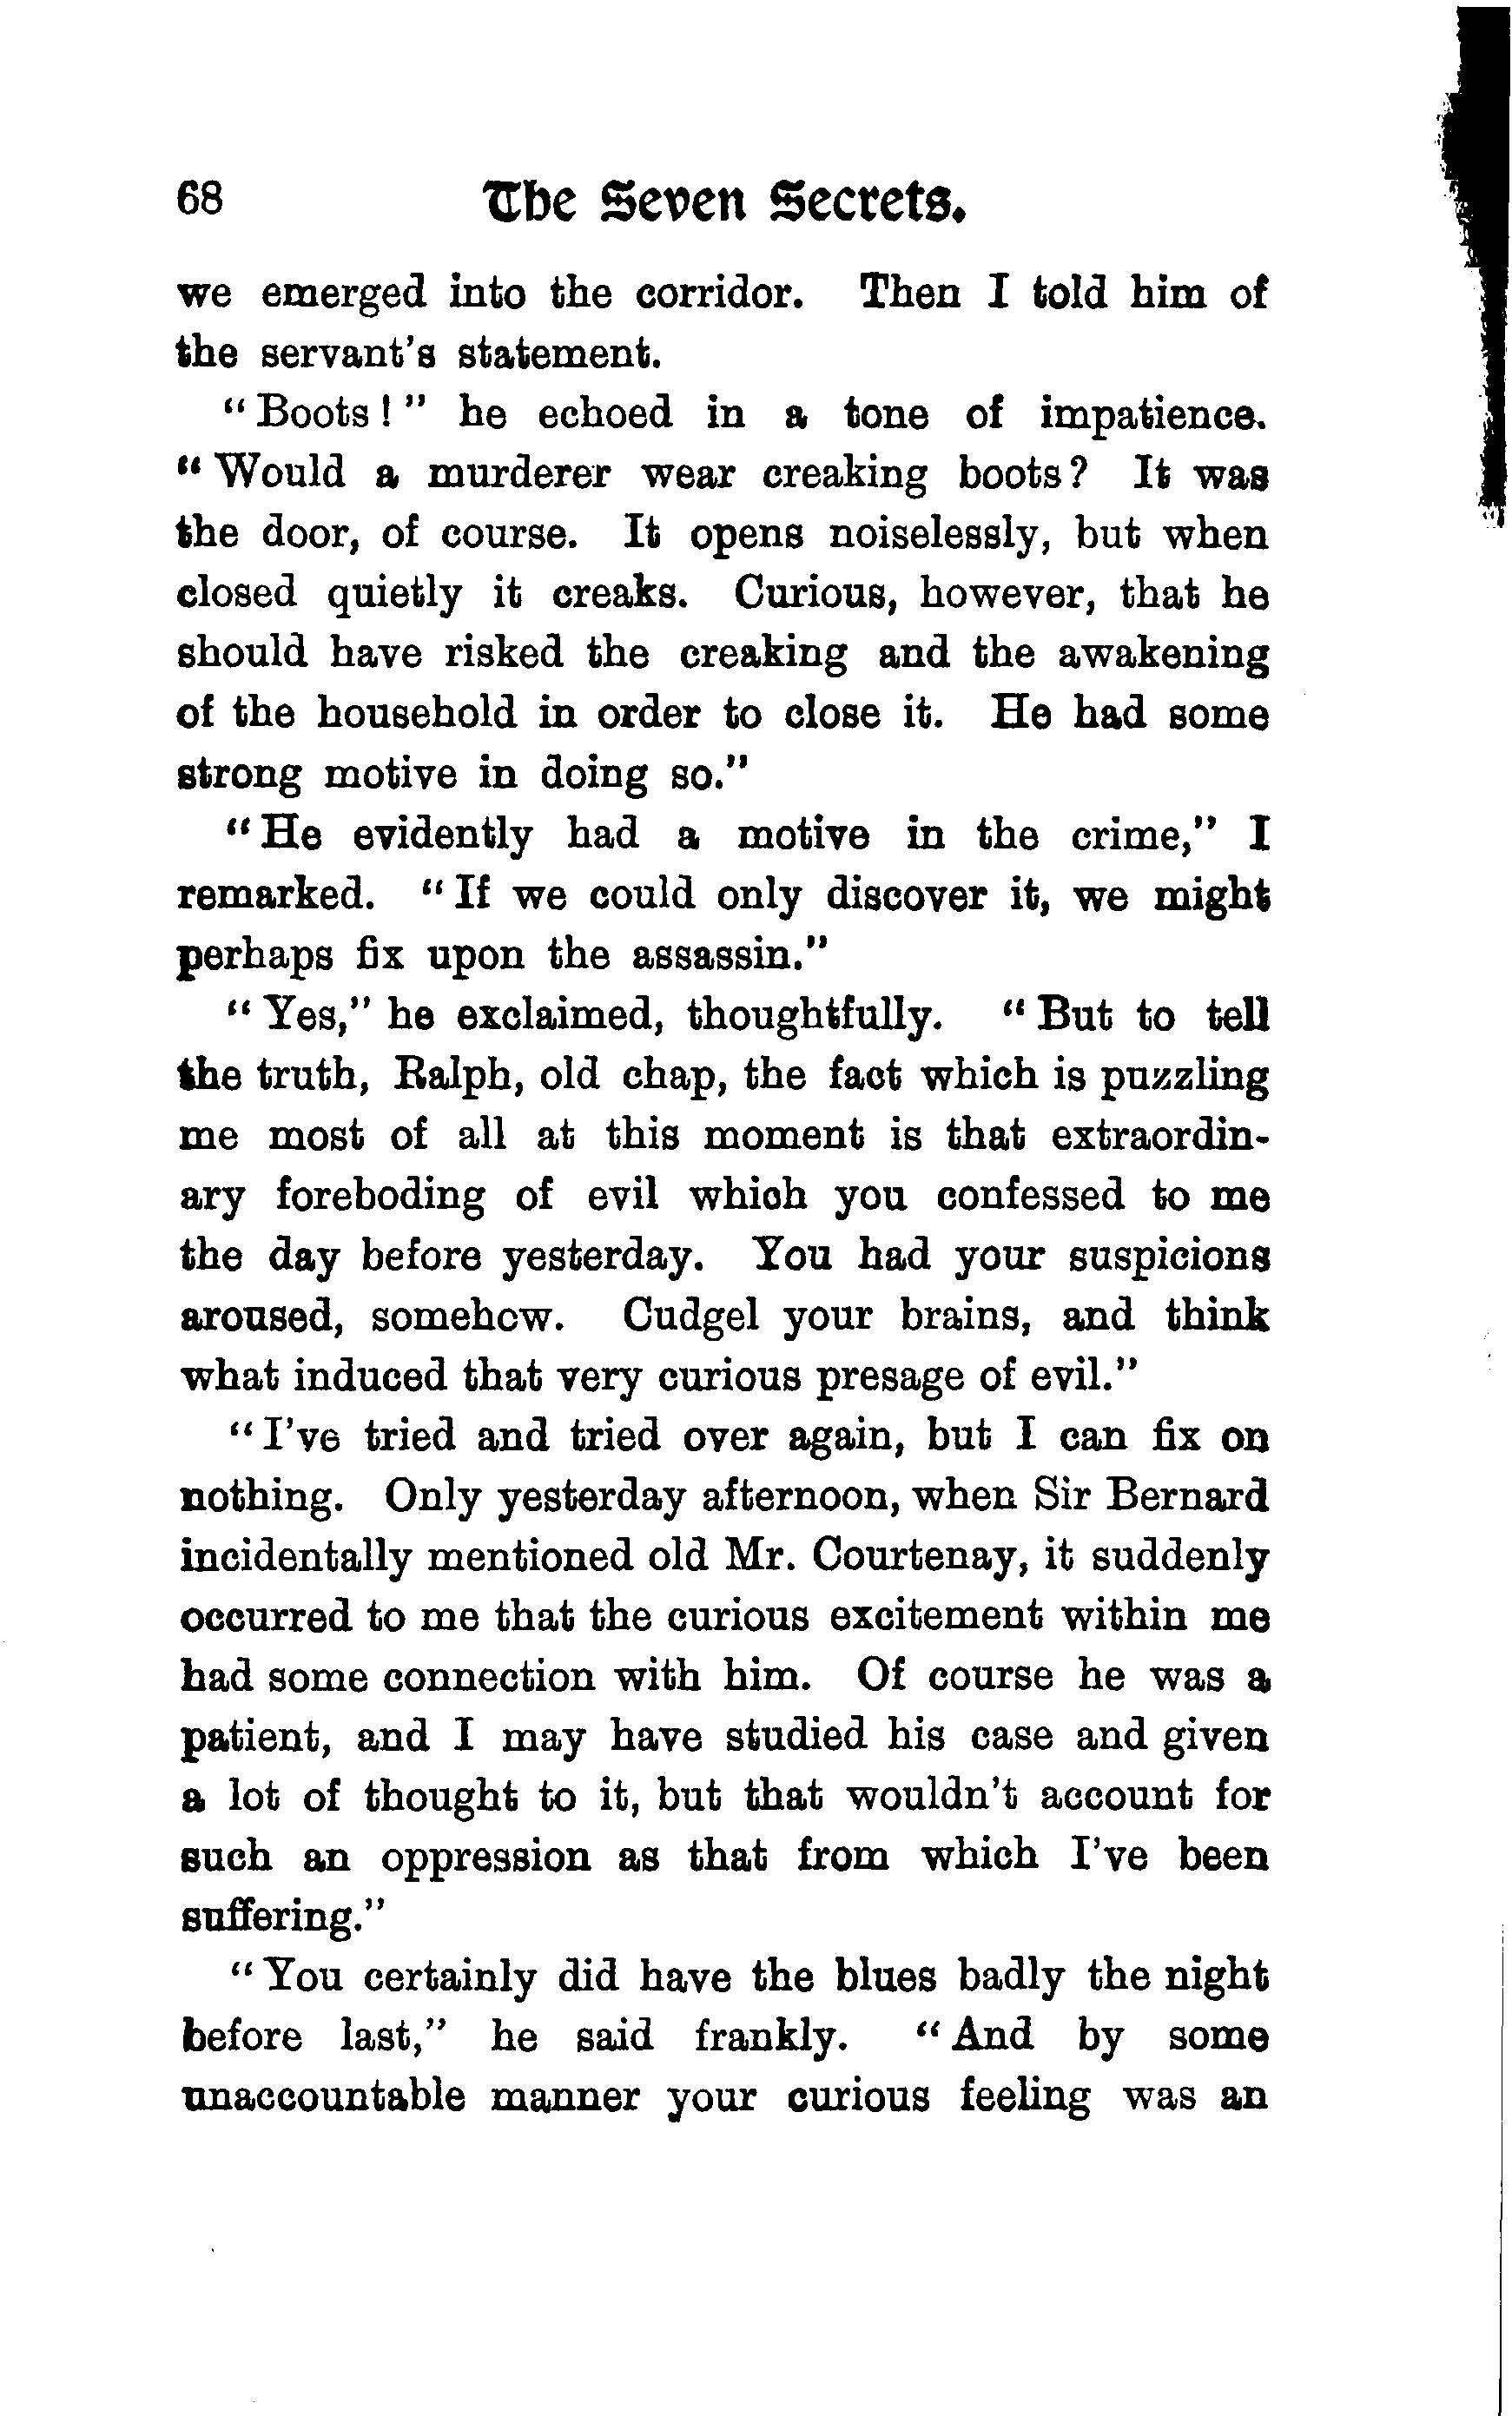 68 The Seven Secrets.
we emerged into the corridor. Then I told him of
the servant's statement.
"Boots!" he echoed in a tone of impatience.
"Would a murderer wear creaking boots? It was
the door, of course. It opens noiselessly, but when
closed quietly it creaks. Curious, however, that he
should have risked the creaking and the awakening
of the household in order to close it. He had some
strong motive in doing so."
"He evidently had a motive in the crime," I
remarked. "If we could only discover it, we might
perhaps fix upon the assassin."
"Yes," he exclaimed, thoughtfully. "But to tell
the truth, Ralph, old chap, the fact which is puzzling
me most of all at this moment is that extraordin-
ary foreboding of evil which you confessed to me
the day before yesterday. You had your suspicions
aroused, somehow. Cudgel your brains, and think
what induced that very curious presage of evil."
"I've tried and tried over again, but I can fix on
nothing. Only yesterday afternoon, when Sir Bernard
incidentally mentioned old Mr. Courtenay, it suddenly
occurred to me that the curious excitement within me
had some connection with him. Of course he was a
patient, and I may have studied his case and given
a lot of thought to it, but that wouldn't account for
such an oppression as that from which I've been
suffering."
"You certainly did have the blues badly the night
before last," he said frankly. "And by some
unaccountable manner your curious feeling was an